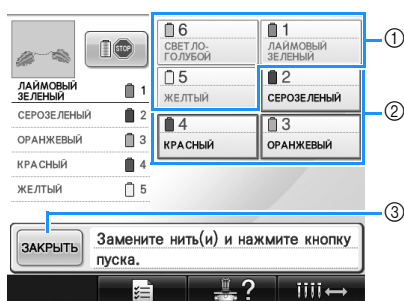 6
СВЕТЛО-
ГОЛУБОЙ
1
ЛАЙМОВЫЙ
ЗЕЛЕНЫЙ
①
STOP
5
ЖЕЛТЫЙ
2
СЕРОЗЕЛЕНЫЙ
②
4
КРАСНЫЙ
3
ОРАНЖЕВЫЙ
ЛАЙМОВЫЙ
ЗЕЛЕНЫЙ 1
СЕРОЗЕЛЕНЫЙ 2
ОРАНЖЕВЫЙ 3
КРАСНЫЙ 4
ЖЕЛТЫЙ 5
③
ЗАКРЫТЬ
Замените нить(и) и нажмите кнопку
пуска.
?